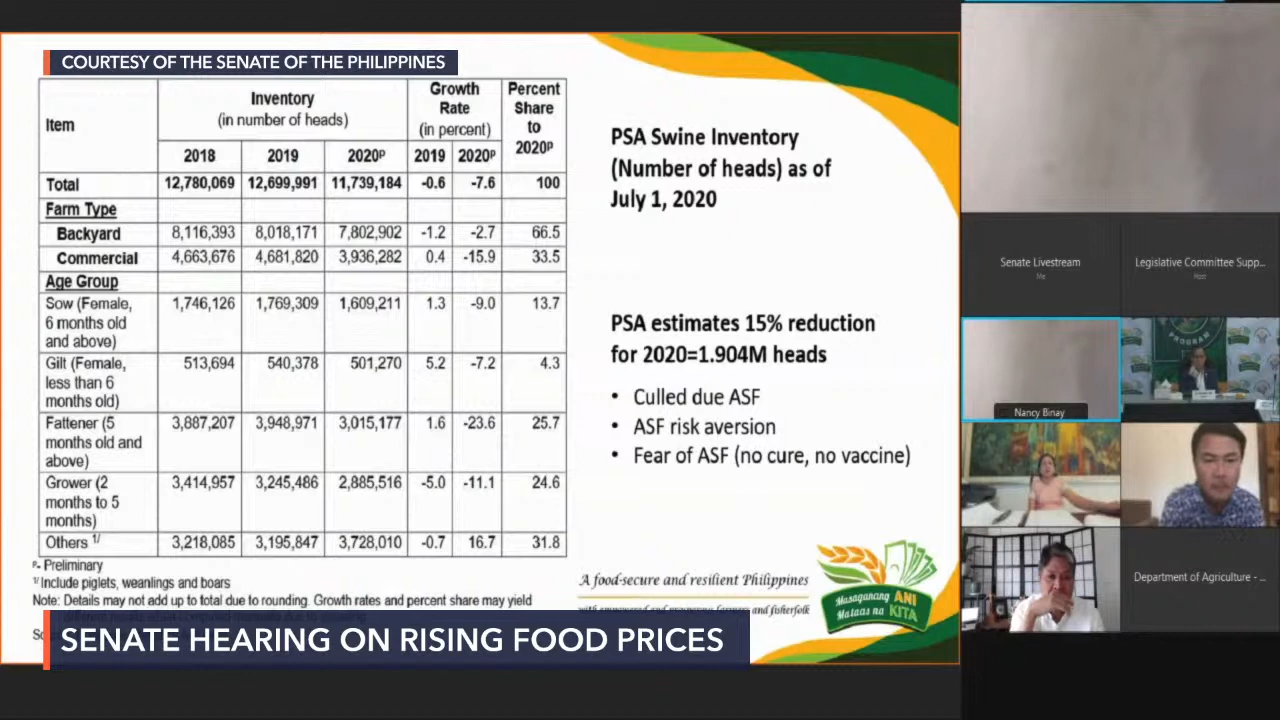 COURTESY OF THE SENATE OF THE PHILIPPINES
Item
Inventory
(in number of heads)
Growth
Rate
(in percent)
Percent
Share
to
2020ᵖ
2018 2019 2020ᵖ 2019 2020ᵖ
Total 12,780,069 12,699,991 11,739,184 -0.6 -7.6 100
Farm Type
Backyard 8,116,393 8,018,171 7,802,902 -1.2 -2.7 66.5
Commercial 4,663,676 4,681,820 3,936,282 0.4 -15.9 33.5
Age Group
Sow (Female, 1,746,126 1,769,309 1,609,211 1.3 -9.0 13.7
6 months old
and above)
Gilt (Female, 513,694 540,378 501,270 5.2 -7.2 4.3
less than 6
months old)
Fattener (5 3,887,207 3,948,971 3,015,177 1.6 -23.6 25.7
months old and
above)
Grower (2 3,414,957 3,245,486 2,885,516 -5.0 -11.1 24.6
months to 5
months)
Others 1/ 3,218,085 3,195,847 3,728,010 -0.7 16.7 31.8
ᵖ- Preliminary
1/ Include piglets, weanlings and boars
Note: Details may not add up to total due to rounding. Growth rates and percent share may yield
PSA Swine Inventory
(Number of heads) as of
July 1, 2020
PSA estimates 15% reduction
for 2020=1.904M heads
• Culled due ASF
• ASF risk aversion
• Fear of ASF (no cure, no vaccine)
A food-secure and resilient Philippines
with empowered and prosperous farmers and fisherfolk
Masaganang ANI
Mataas na KITA
SENATE HEARING ON RISING FOOD PRICES
Senate Livestream
Me
Legislative Committee Supp...
Host
Nancy Binay
PROGRAM
Department of Agriculture - ...